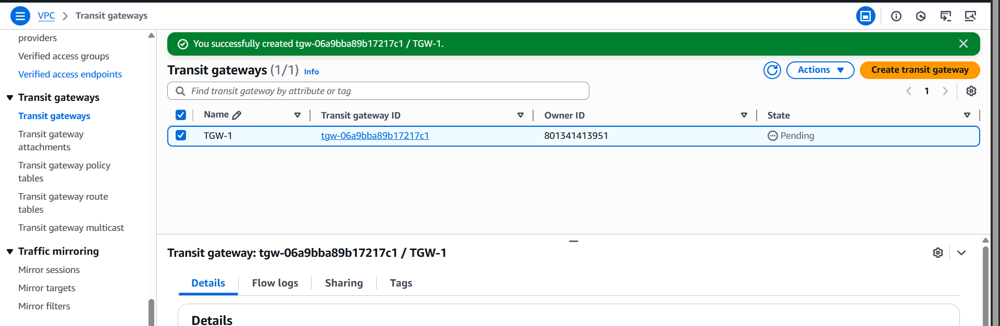 VPC > Transit gateways
providers
Verified access groups
Verified access endpoints
Transit gateways
Transit gateways
Transit gateway
attachments
Transit gateway policy
tables
Transit gateway route
tables
Transit gateway multicast
Traffic mirroring
Mirror sessions
Mirror targets
Mirror filters
You successfully created tgw-06a9bba89b17217c1 / TGW-1.
Transit gateways (1/1) Info
Actions
Create transit gateway
Find transit gateway by attribute or tag
1
Name Transit gateway ID Owner ID State
TGW-1 tgw-06a9bba89b17217c1 801341413951 Pending
Transit gateway: tgw-06a9bba89b17217c1 / TGW-1
Details Flow logs Sharing Tags
Details